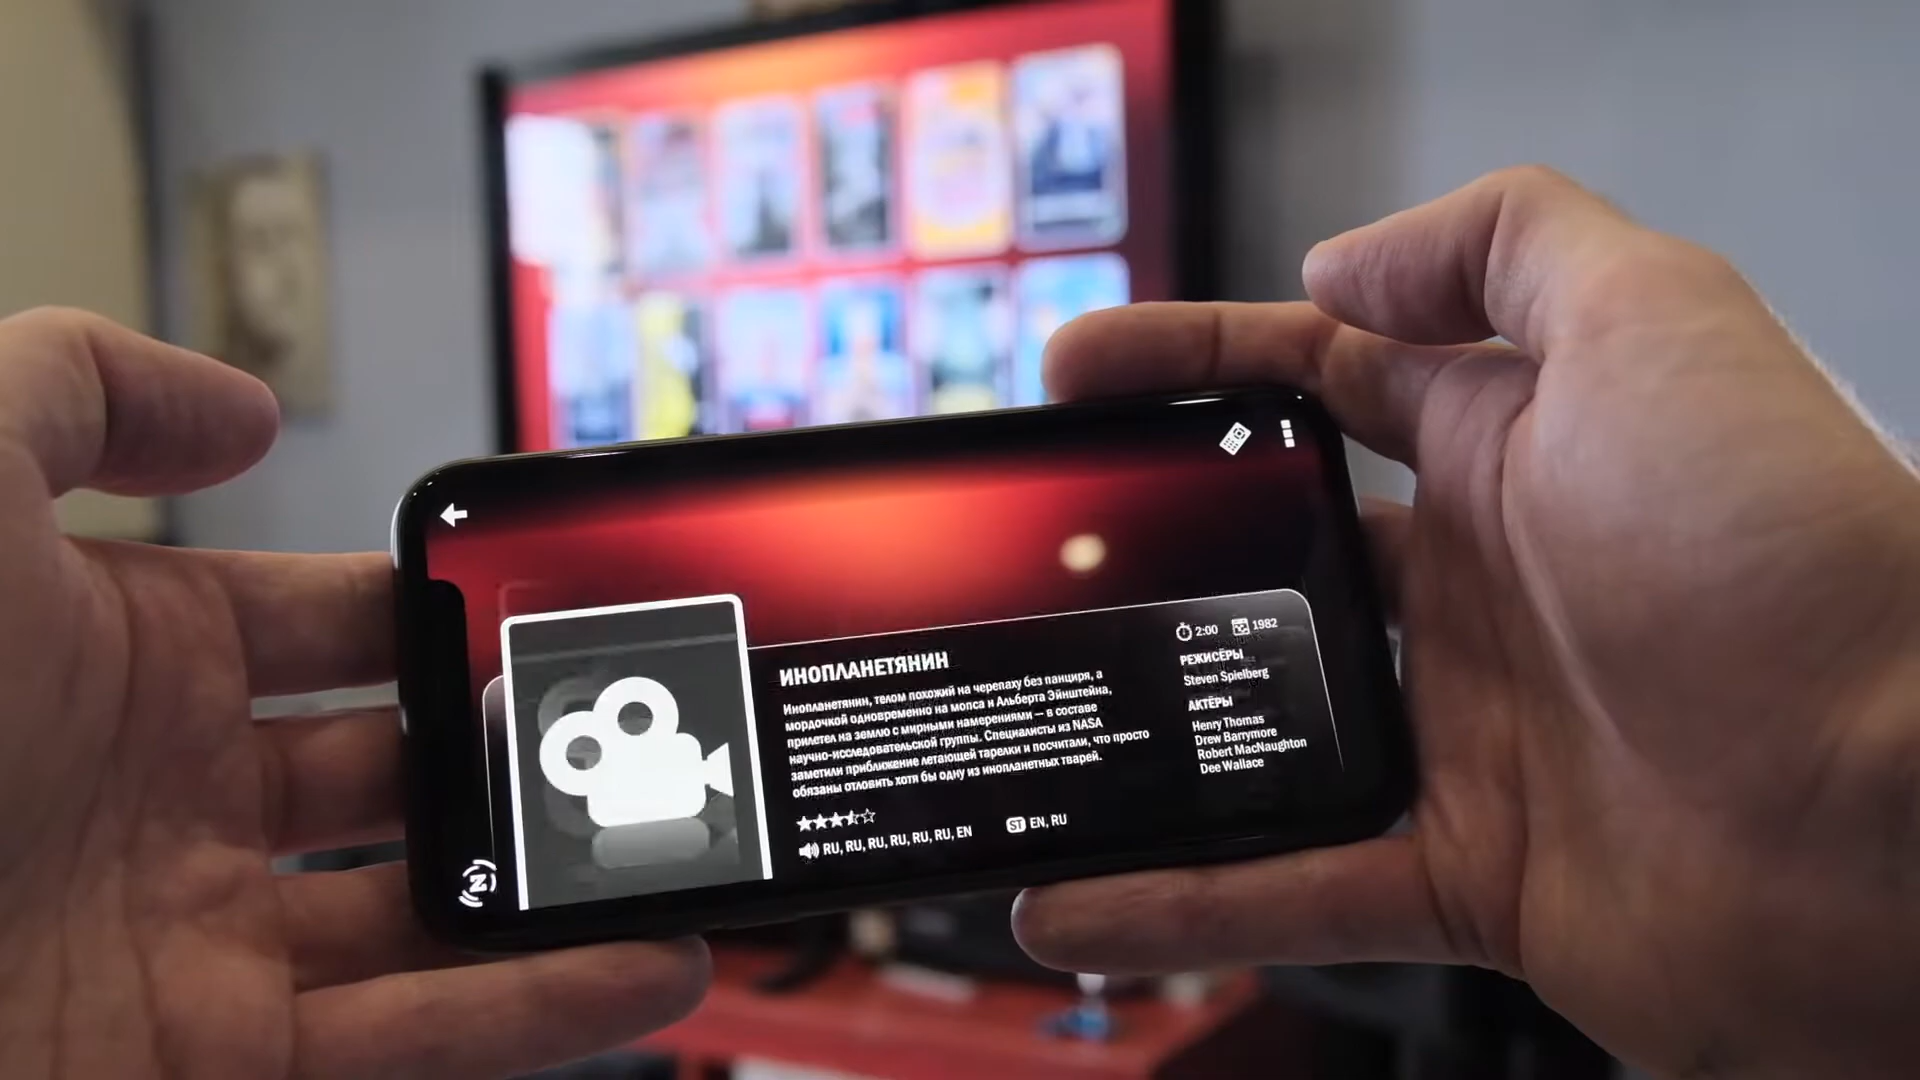 2:00 1982
ИНОПЛАНЕТЯНИН
Инопланетянин, телом похожий на черепаху без панциря, а
мордочкой одновременно на мопса и Альберта Эйнштейна,
прилетел на землю с мирными намерениями — в составе
научно-исследовательской группы. Специалисты из NASA
заметили приближение летающей тарелки и посчитали, что просто
обязаны отловить хотя бы одну из инопланетных тварей.
RU, RU, RU, RU, RU, RU, EN
ST EN, RU
РЕЖИСЁРЫ
Steven Spielberg
АКТЁРЫ
Henry Thomas
Drew Barrymore
Robert MacNaughton
Dee Wallace
Z